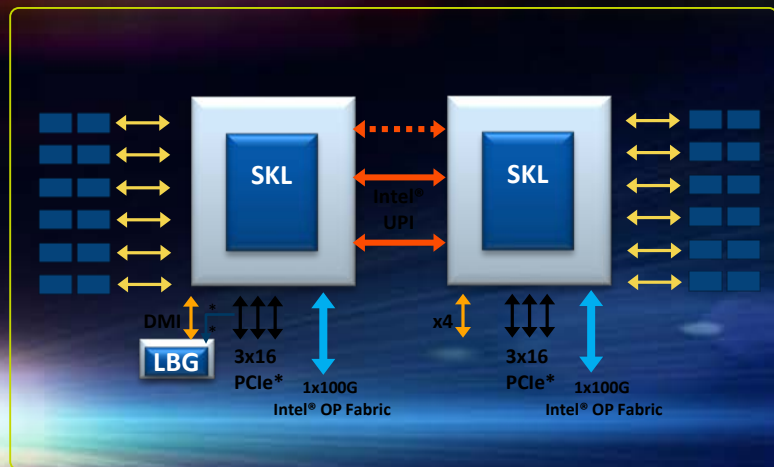 SKL
SKL
Intel®
UPI
DMI
*
*
LBG
3x16
PCIe*
1x100G
Intel® OP Fabric
x4
3x16
PCIe*
1x100G
Intel® OP Fabric